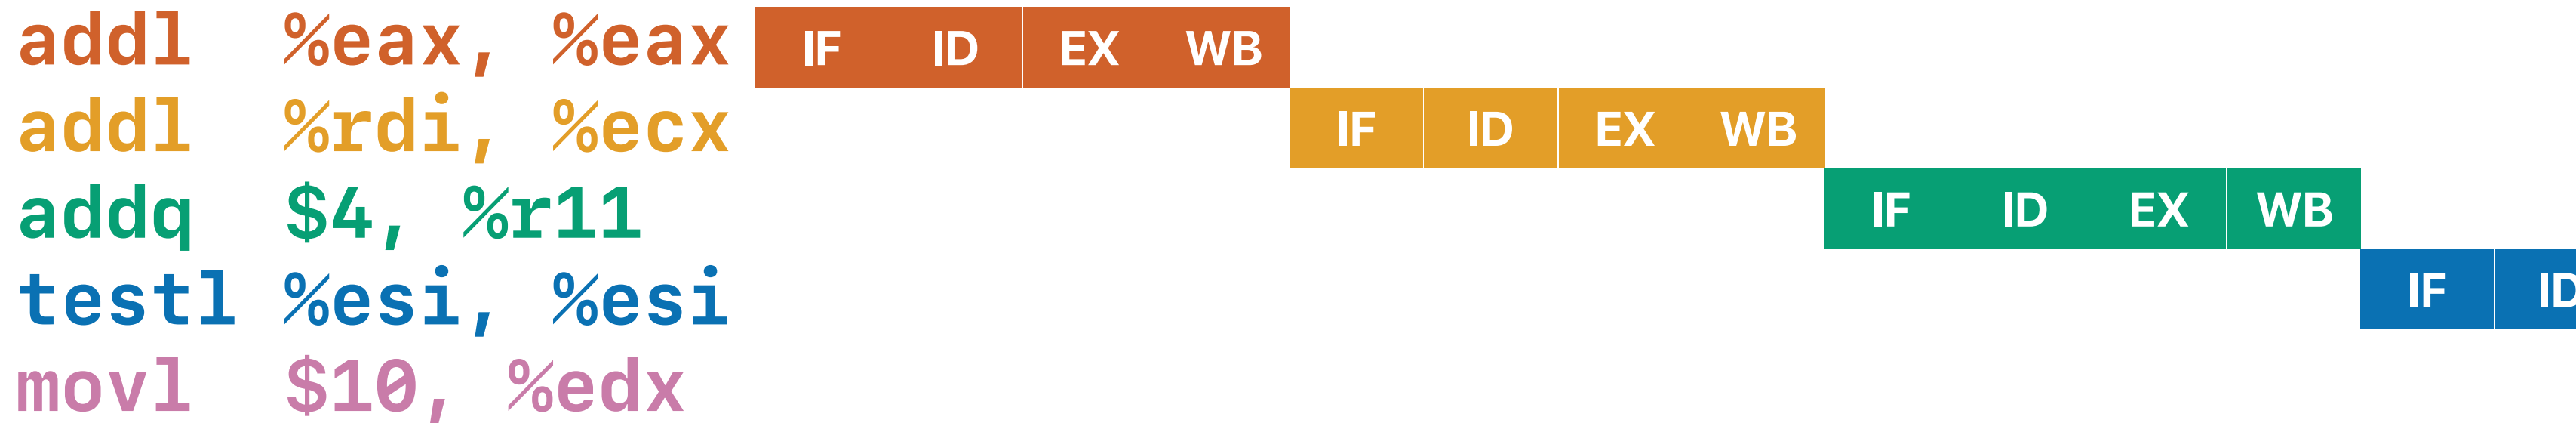 addl %eax, %eax IF ID EX WB
addl %rdi, %ecx IF ID EX WB
addq $4, %r11 IF ID EX WB
testl %esi, %esi IF ID
movl $10, %edx